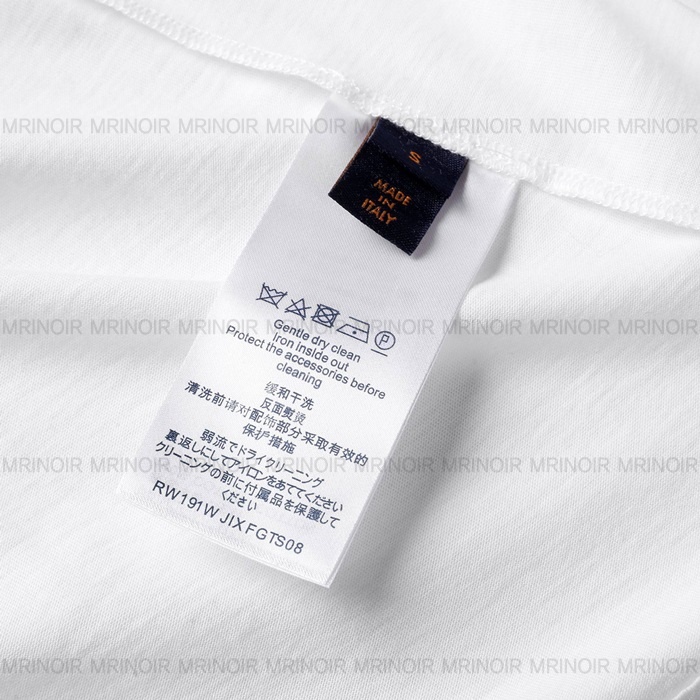 MRINOIR MRINOIR MRINOIR MRINOIR MRINOIR MRINOIR MRINOIR MRINOIR
S
MADE
IN
ITALY
MRINOIR MRINOIR MRINOIR MRINOIR MRINOIR MRINOIR MRINOIR MRINOIR
P
Gentle dry clean
Iron Inside out
Protect the accessories before
cleaning
缓和干洗
反面熨烫
清洗前请对配饰部分采取有效的
保护措施
弱流でドライクリーニング
裏返しにしてアイロンをあててください
クリーニングの前に付属品を保護して
ください
RW191W JIX FGTS08
MRINOIR MRINOIR MRINOIR MRINOIR MRINOIR MRINOIR MRINOIR MRINOIR
MRINOIR MRINOIR MRINOIR MRINOIR MRINOIR MRINOIR MRINOIR MRINOIR